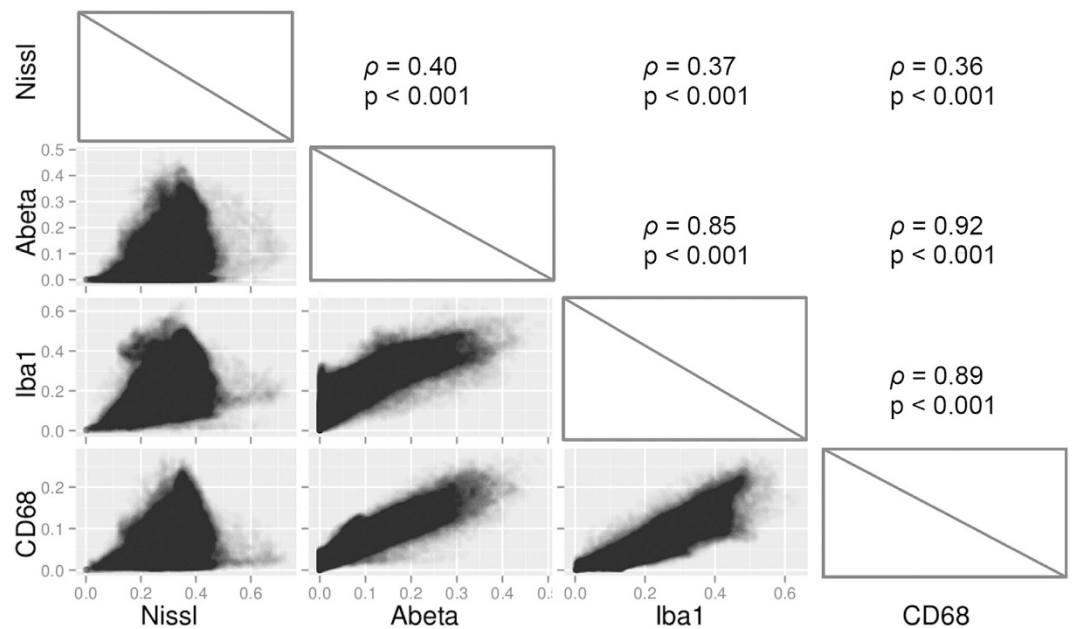 Nissl
ρ = 0.40
p < 0.001
ρ = 0.37
p < 0.001
ρ = 0.36
p < 0.001
Abeta
0.5
0.4
0.3
0.2
0.1
0.0
ρ = 0.85
p < 0.001
ρ = 0.92
p < 0.001
Iba1
0.6
0.4
0.2
0.0
ρ = 0.89
p < 0.001
CD68
0.2
0.1
0.0
0.0 0.2 0.4 0.6
0.0 0.1 0.2 0.3 0.4 0.
0.0 0.2 0.4 0.6
Nissl Abeta Iba1 CD68